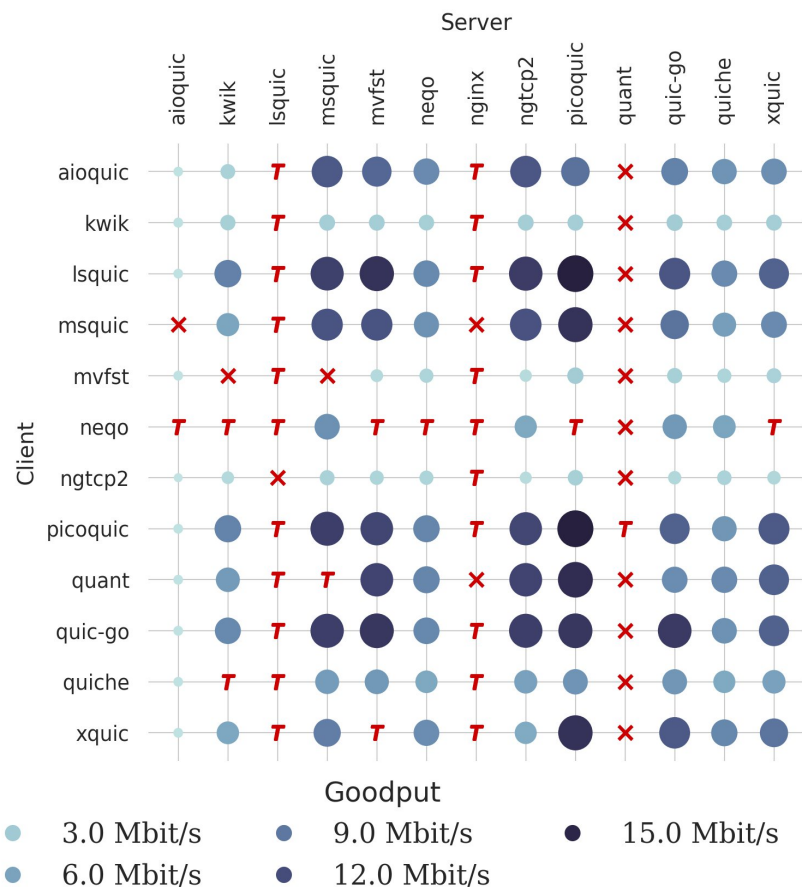 Server
aioquic kwik lsquic msquic mvfst neqo nginx ngtcp2 picoquic quant quic-go quiche xquic
Client
aioquic T T ×
kwik T T ×
lsquic T T ×
msquic × T × ×
mvfst × T × T ×
neqo T T T T T T T × T
ngtcp2 × T ×
picoquic T T T
quant T T × ×
quic-go T T ×
quiche T T T ×
xquic T T T ×
Goodput
3.0 Mbit/s 9.0 Mbit/s 15.0 Mbit/s
6.0 Mbit/s 12.0 Mbit/s